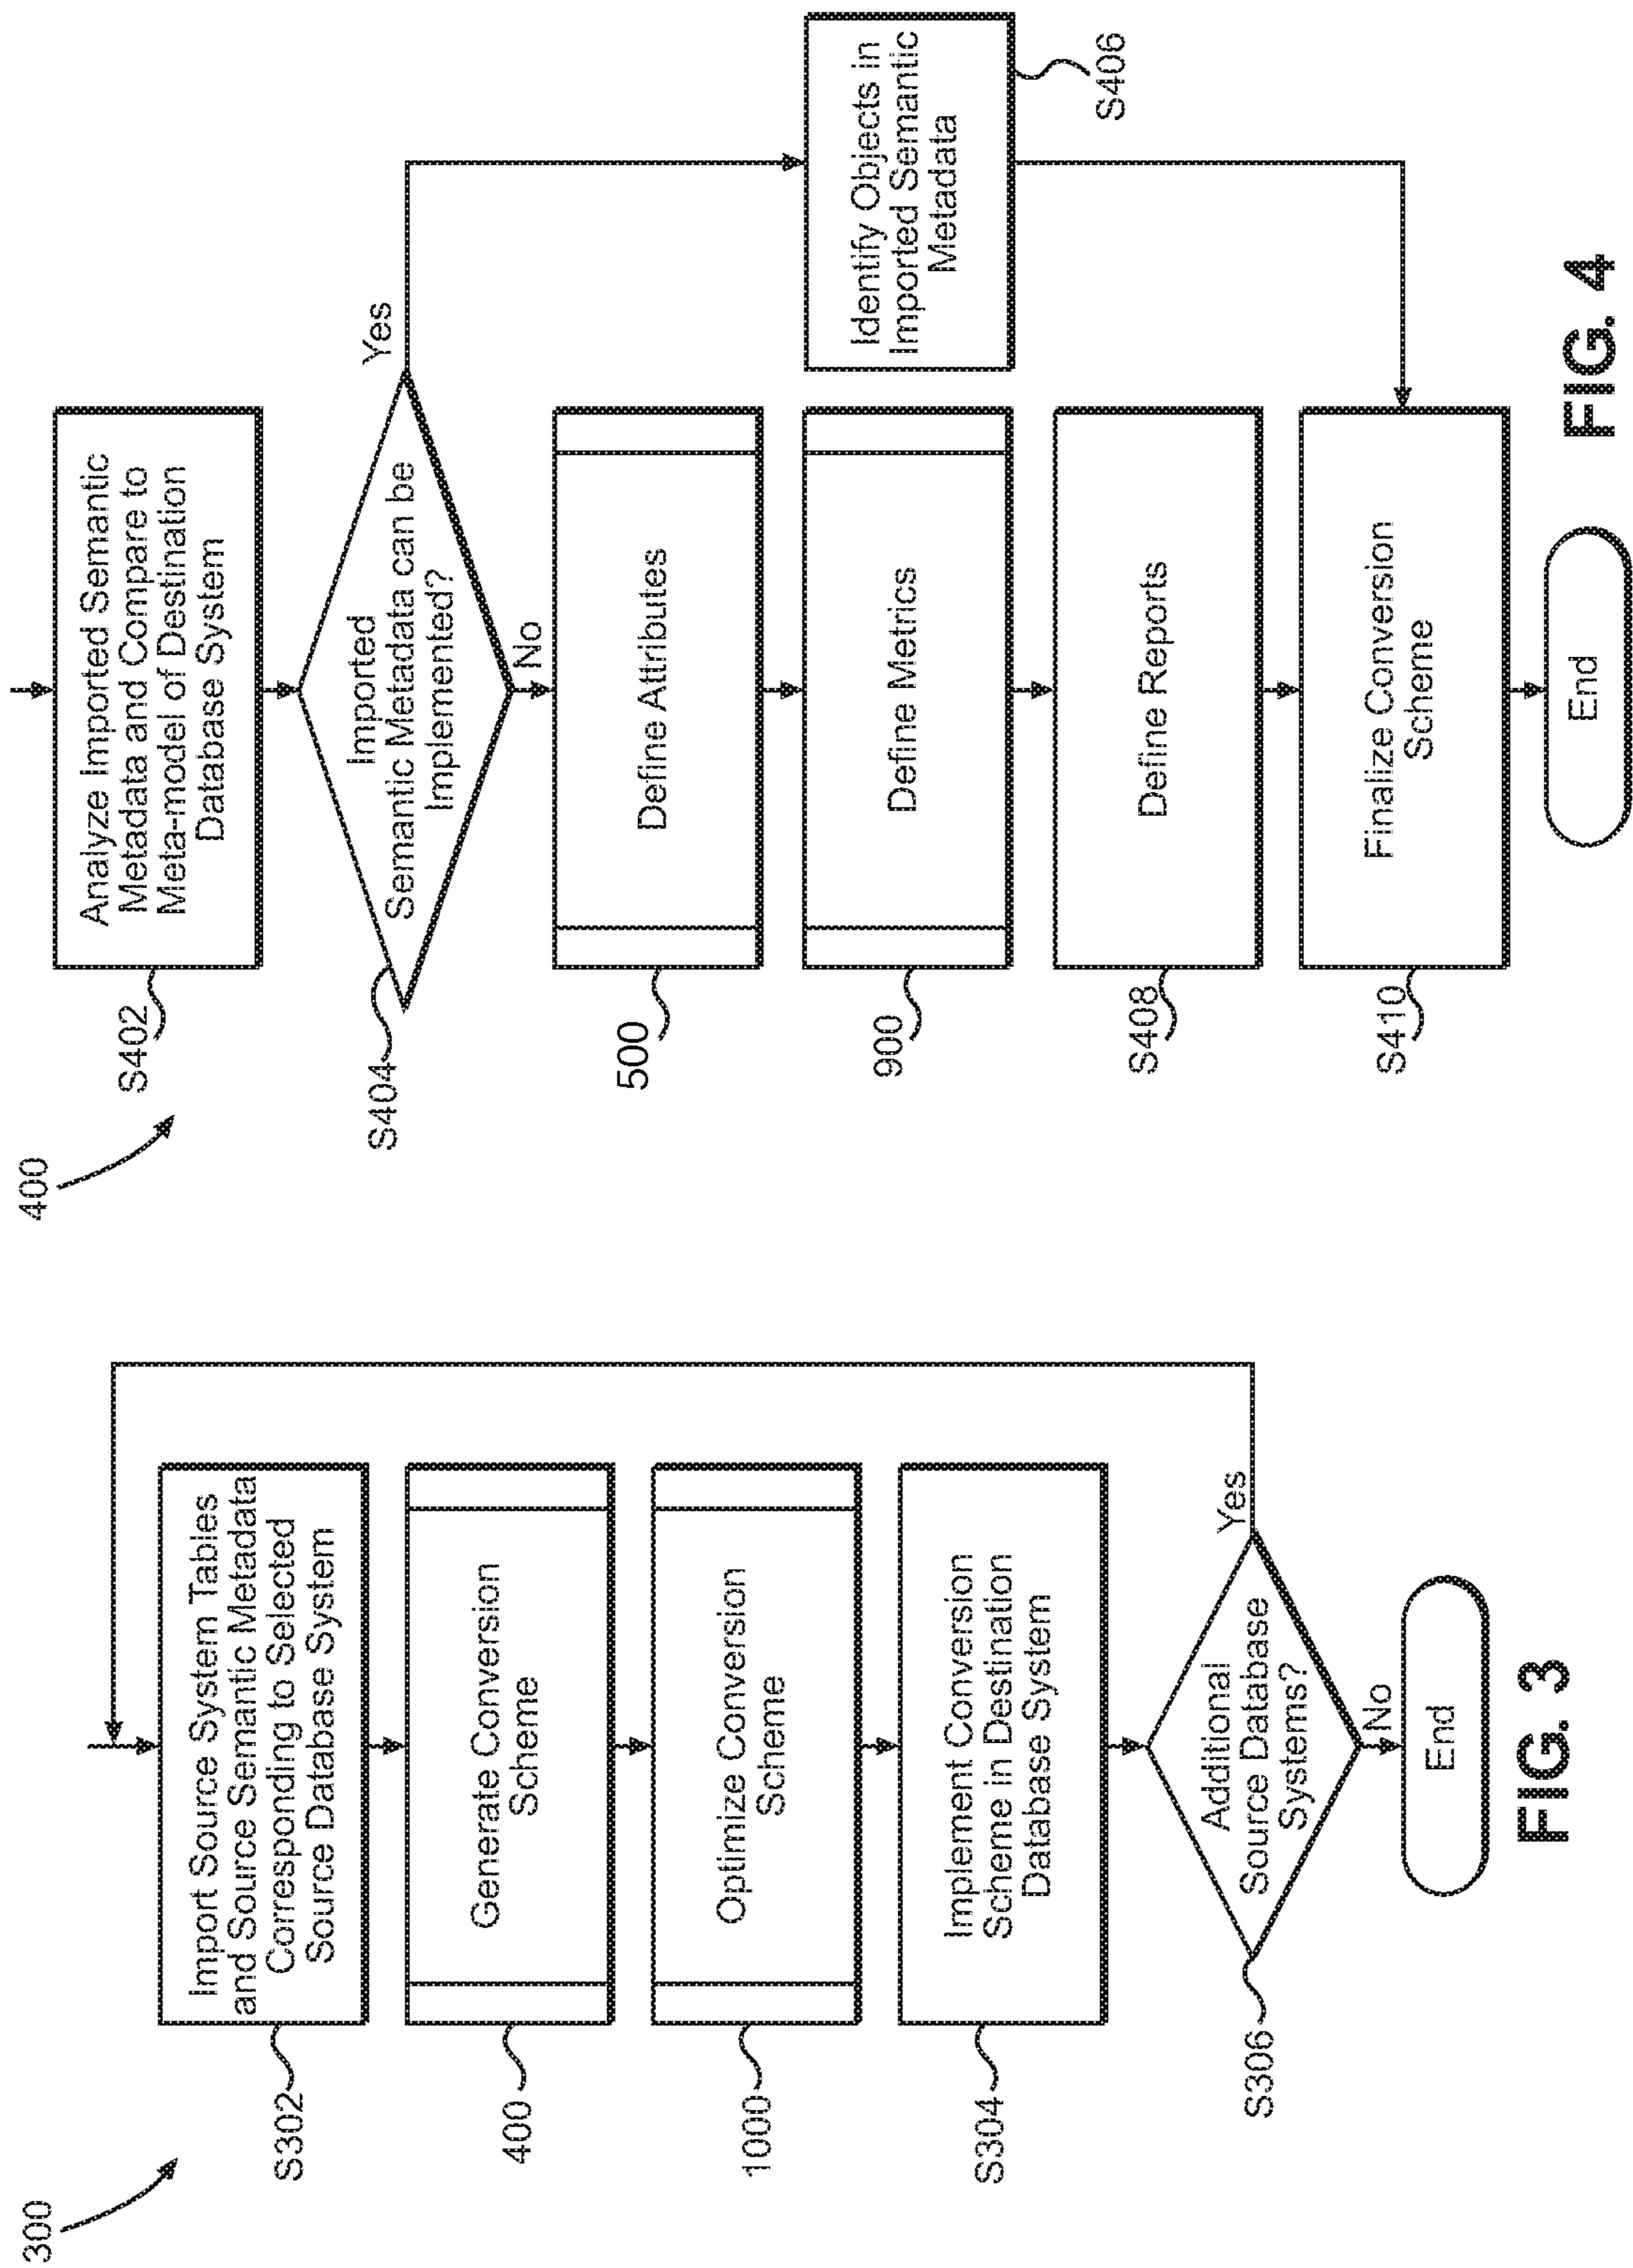 300
S302
Import Source System Tables
and Source Semantic Metadata
Corresponding to Selected
Source Database System
400
Generate Conversion
Scheme
1000
Optimize Conversion
Scheme
S304
Implement Conversion
Scheme in Destination
Database System
S306
Additional
Source Database
Systems?
Yes
No
End
FIG. 3
400
S402
Analyze Imported Semantic
Metadata and Compare to
Meta-model of Destination
Database System
S404
Imported
Semantic Metadata can be
Implemented?
Yes
No
Identify Objects in
Imported Semantic
Metadata
S406
500
Define Attributes
900
Define Metrics
S408
Define Reports
S410
Finalize Conversion
Scheme
End
FIG. 4